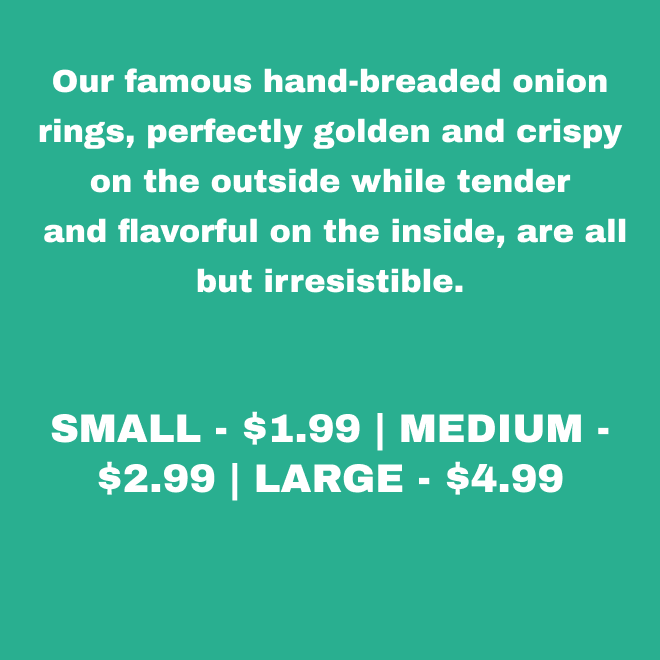 Our famous hand-breaded onion
rings, perfectly golden and crispy
on the outside while tender
and flavorful on the inside, are all
but irresistible.
SMALL - $1.99 | MEDIUM -
$2.99 | LARGE - $4.99